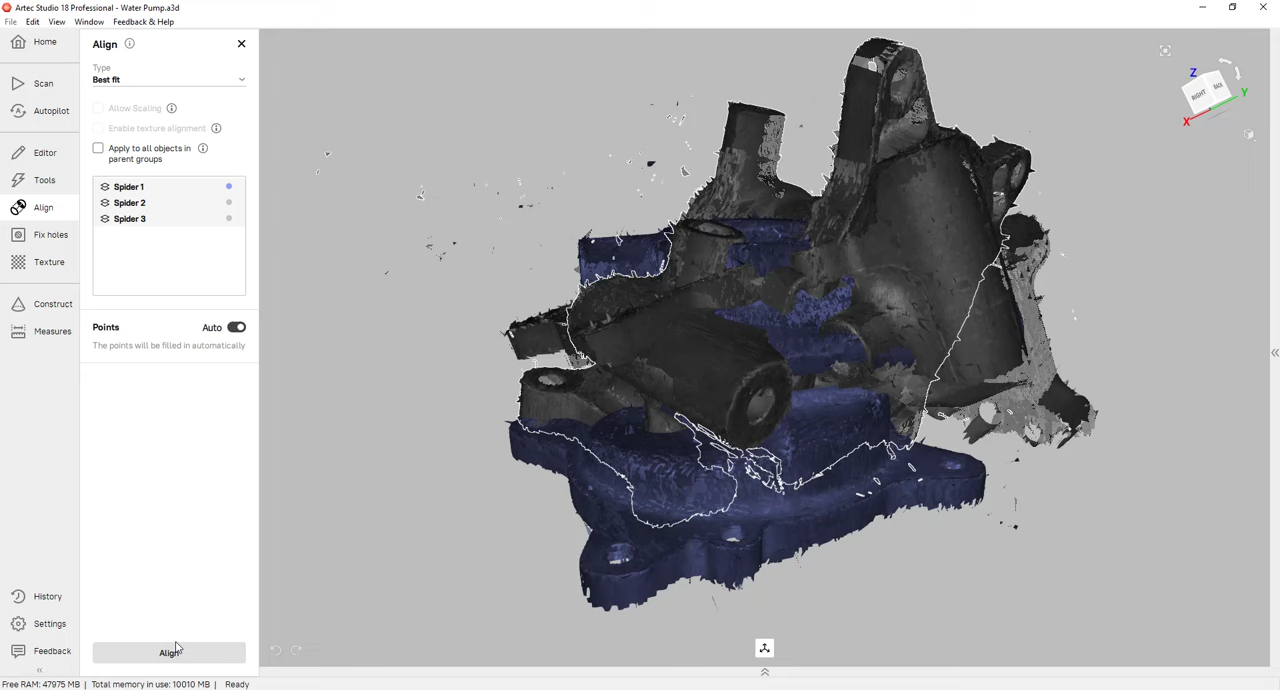 Artec Studio 18 Professional - Water Pump.a3d
File Edit View Window Feedback & Help
Home
Scan
Autopilot
Editor
Tools
Align
Fix holes
Texture
Construct
Measures
History
Settings
Feedback
Align
Type
Best fit
Allow Scaling
Enable texture alignment
Apply to all objects in
parent groups
Spider 1
Spider 2
Spider 3
Points Auto
The points will be filled in automatically
Align
Z
Y
X
RIGHT
BACK
Free RAM: 47975 MB | Total memory in use: 10010 MB | Ready